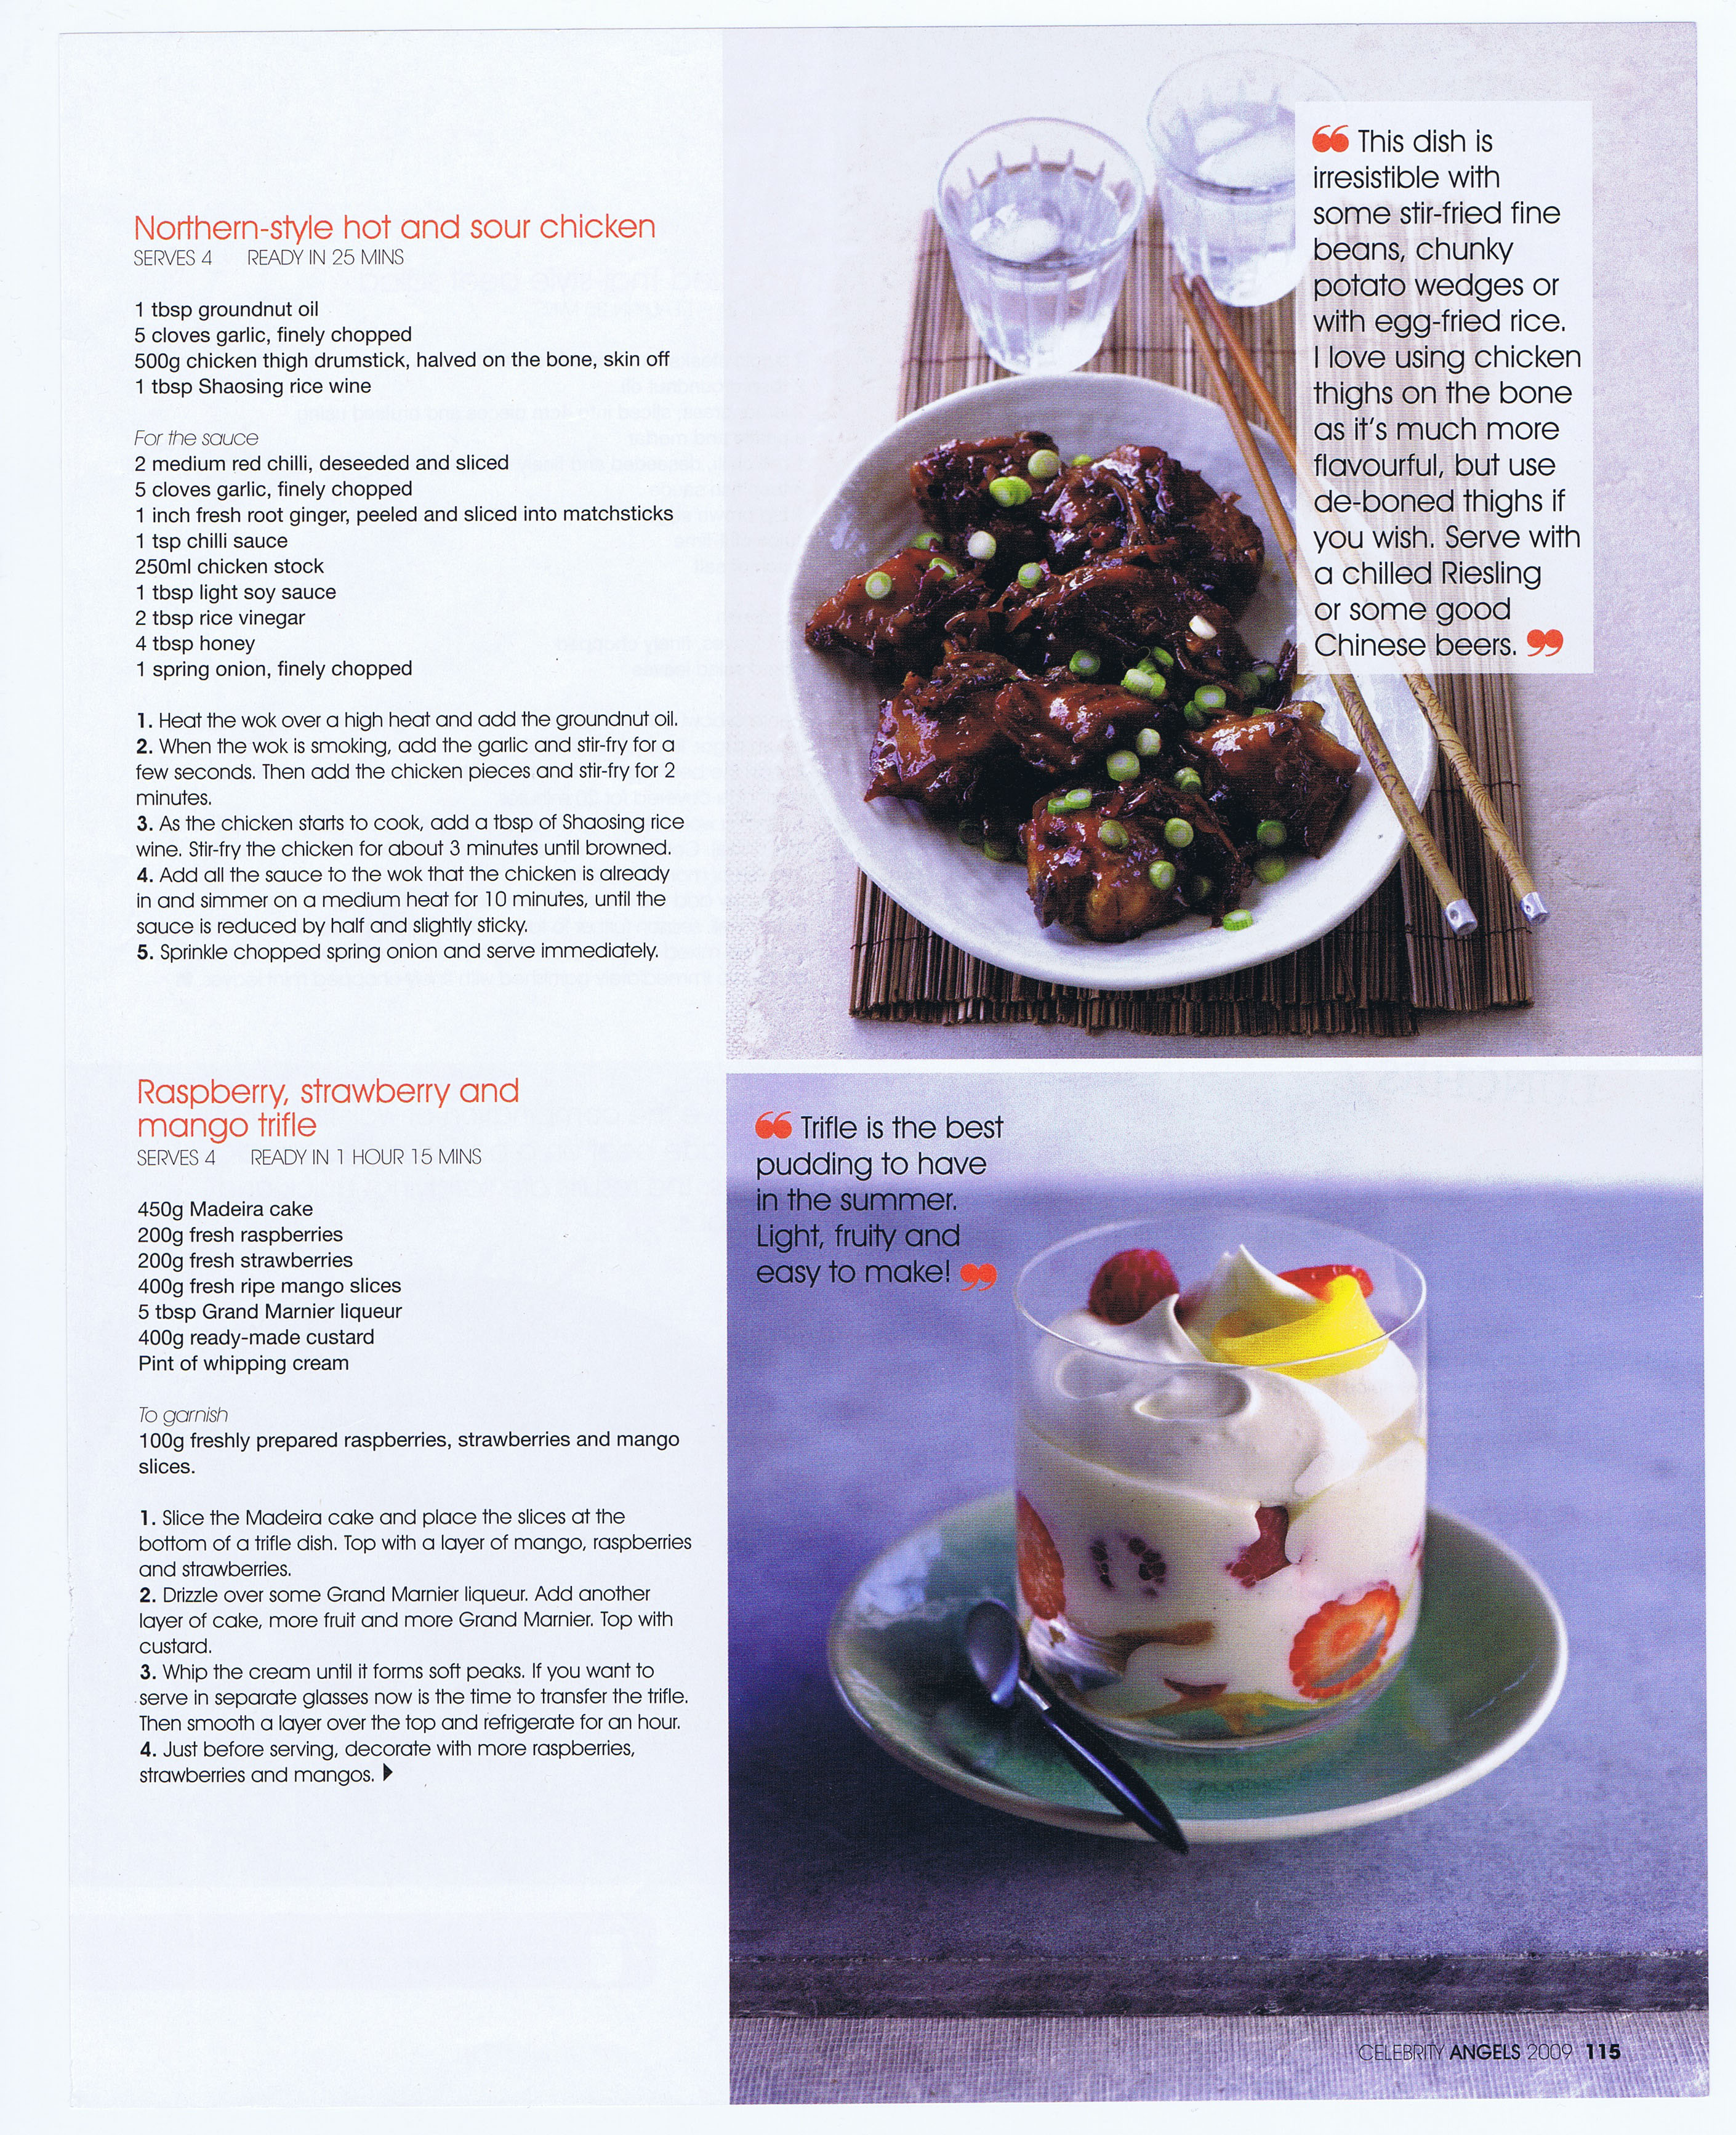 Northern-style hot and sour chicken
SERVES 4 READY IN 25 MINS
1 tbsp groundnut oil
5 cloves garlic, finely chopped
500g chicken thigh drumstick, halved on the bone, skin off
1 tbsp Shaosing rice wine
For the sauce
2 medium red chilli, deseeded and sliced
5 cloves garlic, finely chopped
1 inch fresh root ginger, peeled and sliced into matchsticks
1 tsp chilli sauce
250ml chicken stock
1 tbsp light soy sauce
2 tbsp rice vinegar
4 tbsp honey
1 spring onion, finely chopped
1. Heat the wok over a high heat and add the groundnut oil.
2. When the wok is smoking, add the garlic and stir-fry for a
few seconds. Then add the chicken pieces and stir-fry for 2
minutes.
3. As the chicken starts to cook, add a tbsp of Shaosing rice
wine. Stir-fry the chicken for about 3 minutes until browned.
4. Add all the sauce to the wok that the chicken is already
in and simmer on a medium heat for 10 minutes, until the
sauce is reduced by half and slightly sticky.
5. Sprinkle chopped spring onion and serve immediately.
“ This dish is
irresistible with
some stir-fried fine
beans, chunky
potato wedges or
with egg-fried rice.
I love using chicken
thighs on the bone
as it's much more
flavourful, but use
de-boned thighs if
you wish. Serve with
a chilled Riesling
or some good
Chinese beers. ”
Raspberry, strawberry and
mango trifle
SERVES 4 READY IN 1 HOUR 15 MINS
450g Madeira cake
200g fresh raspberries
200g fresh strawberries
400g fresh ripe mango slices
5 tbsp Grand Marnier liqueur
400g ready-made custard
Pint of whipping cream
To garnish
100g freshly prepared raspberries, strawberries and mango
slices.
1. Slice the Madeira cake and place the slices at the
bottom of a trifle dish. Top with a layer of mango, raspberries
and strawberries.
2. Drizzle over some Grand Marnier liqueur. Add another
layer of cake, more fruit and more Grand Marnier. Top with
custard.
3. Whip the cream until it forms soft peaks. If you want to
serve in separate glasses now is the time to transfer the trifle.
Then smooth a layer over the top and refrigerate for an hour.
4. Just before serving, decorate with more raspberries,
strawberries and mangos.
“ Trifle is the best
pudding to have
in the summer.
Light, fruity and
easy to make! ”
CELEBRITY ANGELS 2009 115